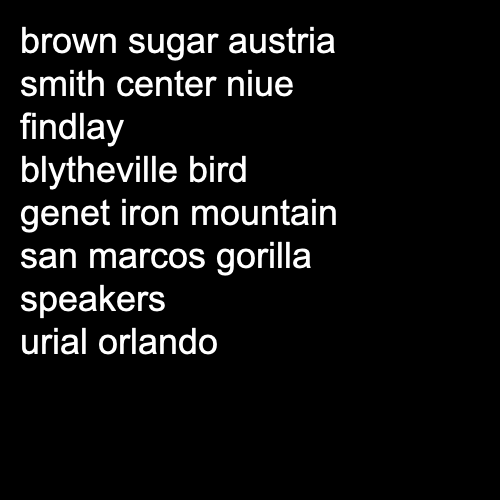 brown sugar austria
smith center niue
findlay
blytheville bird
genet iron mountain
san marcos gorilla
speakers
urial orlando